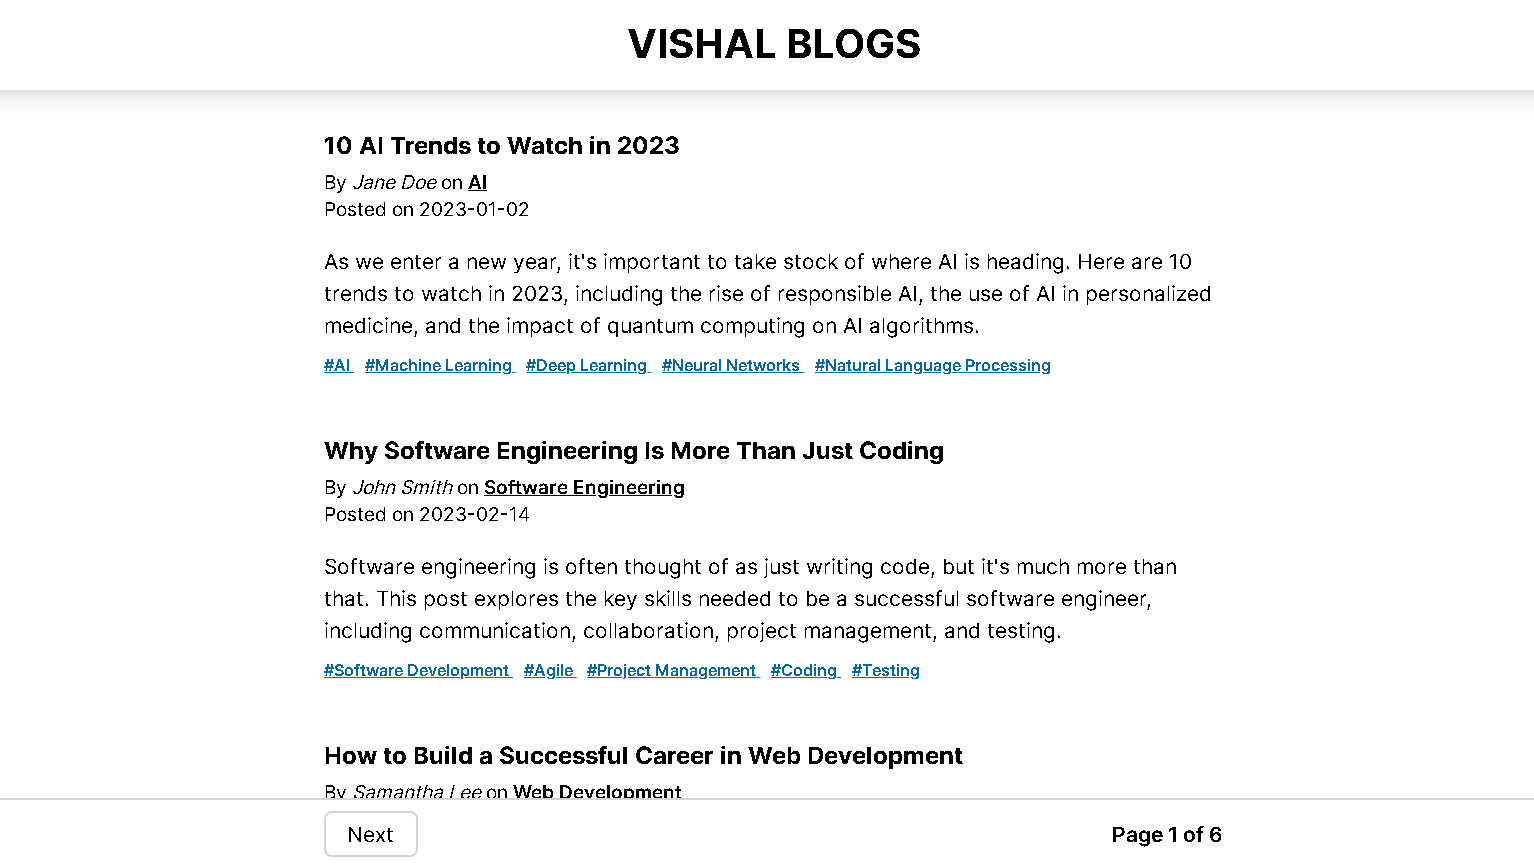 VISHAL BLOGS
10 AI Trends to Watch in 2023
By Jane Doe on AI
Posted on 2023-01-02
As we enter a new year, it's important to take stock of where AI is heading. Here are 10
trends to watch in 2023, including the rise of responsible AI, the use of AI in personalized
medicine, and the impact of quantum computing on AI algorithms.
#AI #Machine Learning #Deep Learning #Neural Networks #Natural Language Processing
Why Software Engineering Is More Than Just Coding
By John Smith on Software Engineering
Posted on 2023-02-14
Software engineering is often thought of as just writing code, but it's much more than
that. This post explores the key skills needed to be a successful software engineer,
including communication, collaboration, project management, and testing.
#Software Development #Agile #Project Management #Coding #Testing
How to Build a Successful Career in Web Development
By Samantha Lee on Web Development
Next
Page 1 of 6